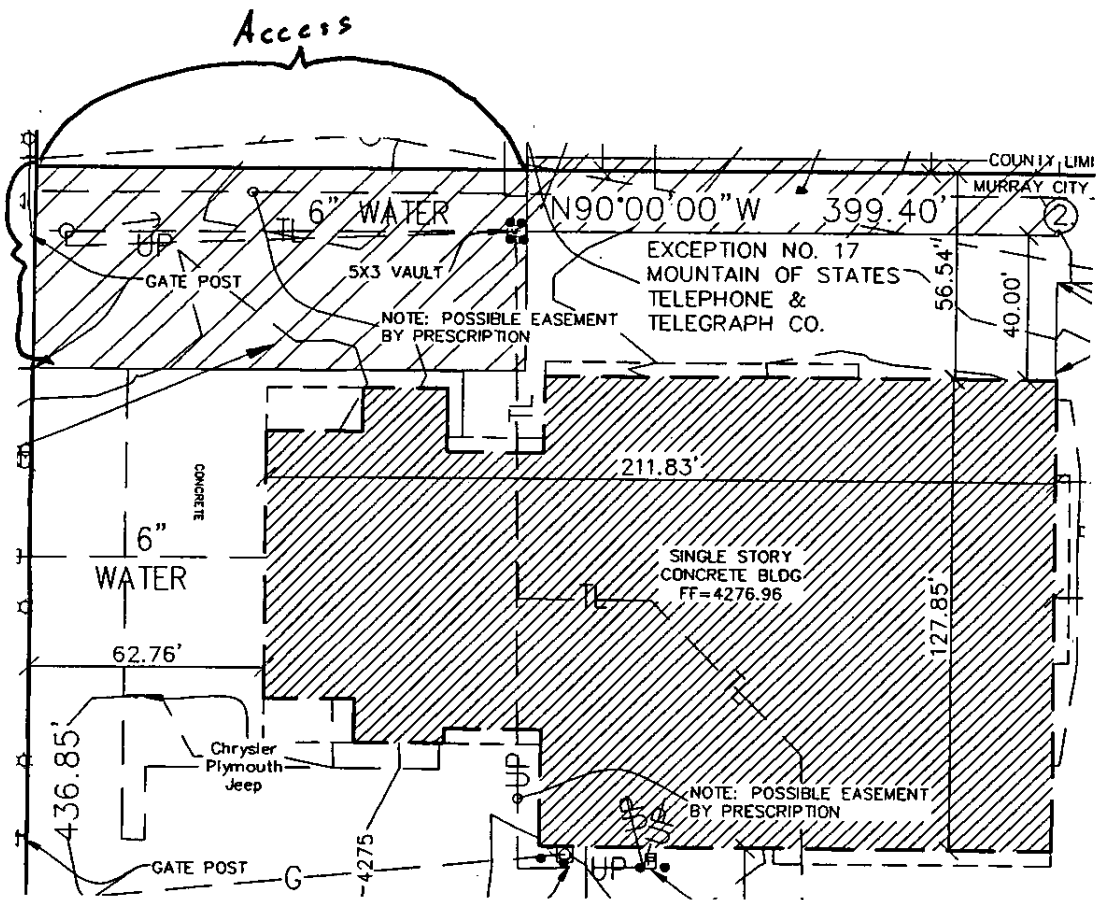 Access
COUNTY LIMI
MURRAY CITY
6" WATER
N90°00'00"W 399.40'
2
TL
UP
GATE POST
5X3 VAULT
EXCEPTION NO. 17
MOUNTAIN OF STATES
TELEPHONE &
TELEGRAPH CO.
56.54'
40.00'
NOTE: POSSIBLE EASEMENT
BY PRESCRIPTION
TL
211.83'
CONCRETE
6"
WATER
SINGLE STORY
CONCRETE BLDG
FF=4276.96
TL
127.85'
62.76'
436.85'
Chrysler
Plymouth
Jeep
UP
NOTE: POSSIBLE EASEMENT
BY PRESCRIPTION
4275
GATE POST
G
UP